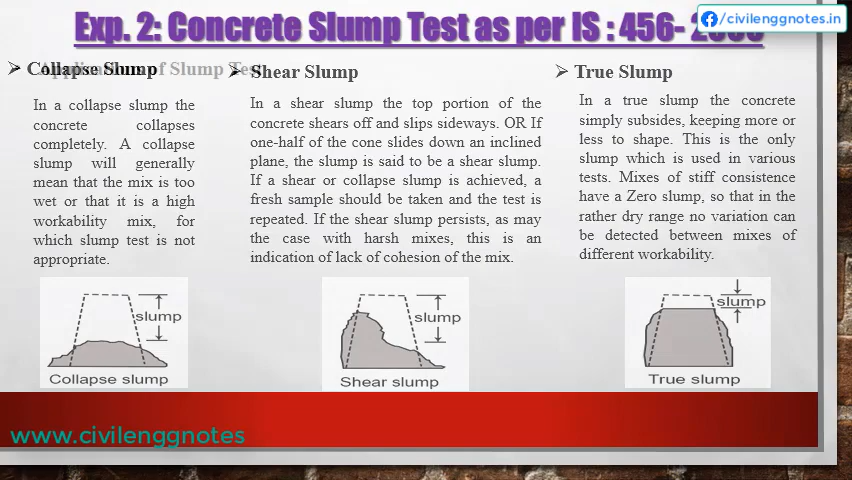 Exp. 2: Concrete Slump Test as per IS : 456-
/civilenggnotes.in
Collapse Slump
of Slump Test
In a collapse slump the
concrete collapses
completely. A collapse
slump will generally
mean that the mix is too
wet or that it is a high
workability mix, for
which slump test is not
appropriate.
slump
Collapse slump
Shear Slump
In a shear slump the top portion of the
concrete shears off and slips sideways. OR If
one-half of the cone slides down an inclined
plane, the slump is said to be a shear slump.
If a shear or collapse slump is achieved, a
fresh sample should be taken and the test is
repeated. If the shear slump persists, as may
the case with harsh mixes, this is an
indication of lack of cohesion of the mix.
slump
Shear slump
True Slump
In a true slump the concrete
simply subsides, keeping more or
less to shape. This is the only
slump which is used in various
tests. Mixes of stiff consistence
have a Zero slump, so that in the
rather dry range no variation can
be detected between mixes of
different workability.
slump
True slump
www.civilenggnotes